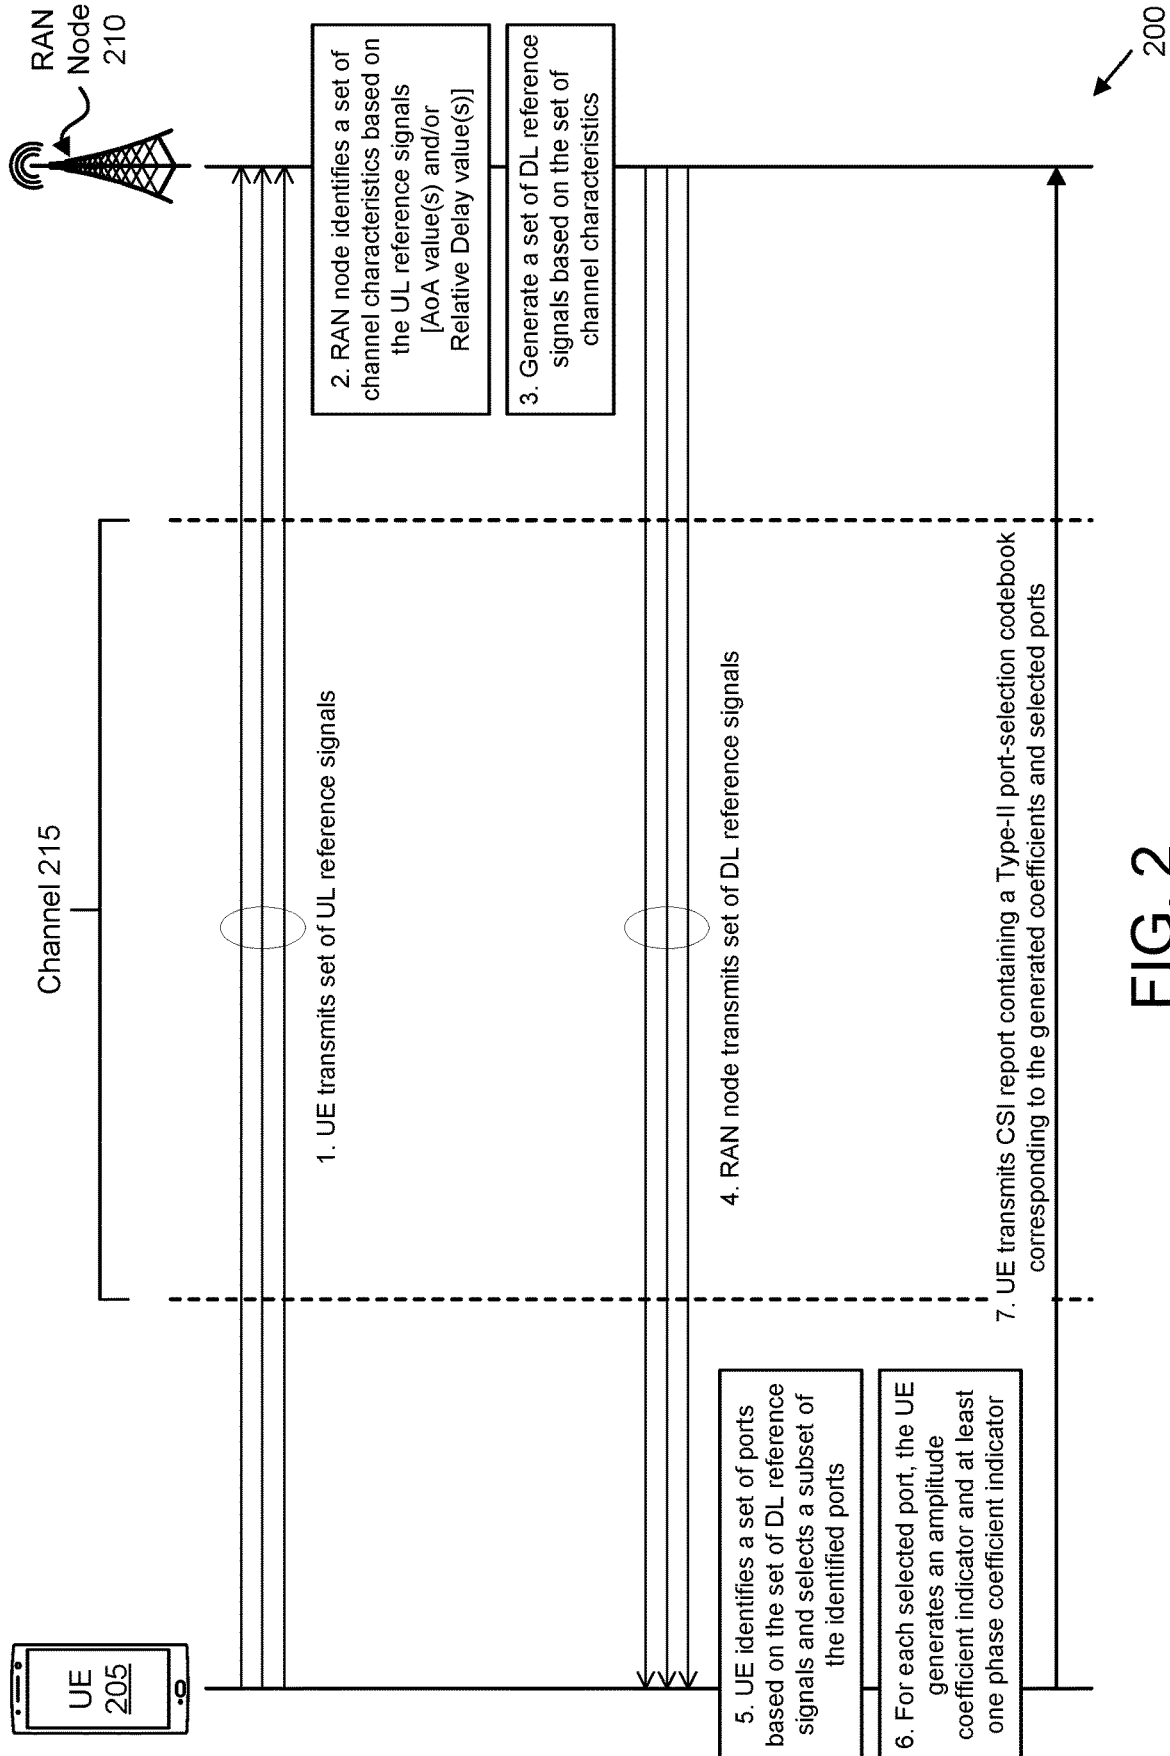 UE
205
Channel 215
RAN
Node
210
1. UE transmits set of UL reference signals
2. RAN node identifies a set of
channel characteristics based on
the UL reference signals
[AoA value(s) and/or
Relative Delay value(s)]
3. Generate a set of DL reference
signals based on the set of
channel characteristics
4. RAN node transmits set of DL reference signals
5. UE identifies a set of ports
based on the set of DL reference
signals and selects a subset of
the identified ports
6. For each selected port, the UE
generates an amplitude
coefficient indicator and at least
one phase coefficient indicator
7. UE transmits CSI report containing a Type-II port-selection codebook
corresponding to the generated coefficients and selected ports
200
FIG. 2